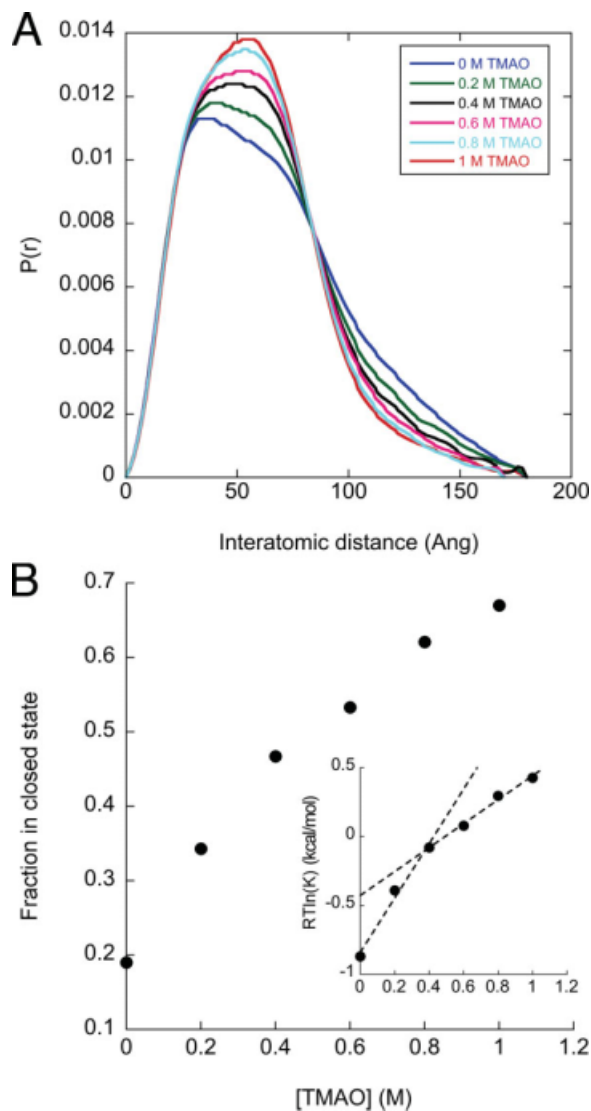 A
0.014
0.012
0.01
0.008
0.006
0.004
0.002
0
P(r)
0 M TMAO
0.2 M TMAO
0.4 M TMAO
0.6 M TMAO
0.8 M TMAO
1 M TMAO
0 50 100 150 200
Interatomic distance (Ang)
B
0.7
0.6
0.5
0.4
0.3
0.2
0.1
Fraction in closed state
0.5
0
-0.5
-1
RTln(K) (kcal/mol)
0 0.2 0.4 0.6 0.8 1 1.2
0 0.2 0.4 0.6 0.8 1 1.2
[TMAO] (M)